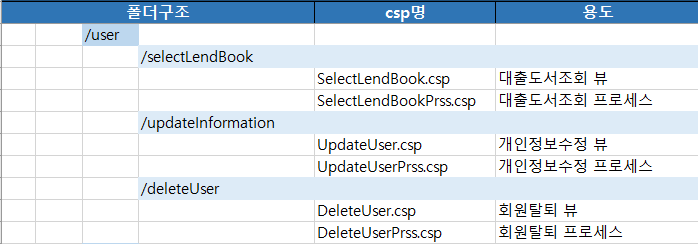 폴더구조 csp명 용도
/user
/selectLendBook
SelectLendBook.csp 대출도서조회 뷰
SelectLendBookPrss.csp 대출도서조회 프로세스
/updateInformation
UpdateUser.csp 개인정보수정 뷰
UpdateUserPrss.csp 개인정보수정 프로세스
/deleteUser
DeleteUser.csp 회원탈퇴 뷰
DeleteUserPrss.csp 회원탈퇴 프로세스